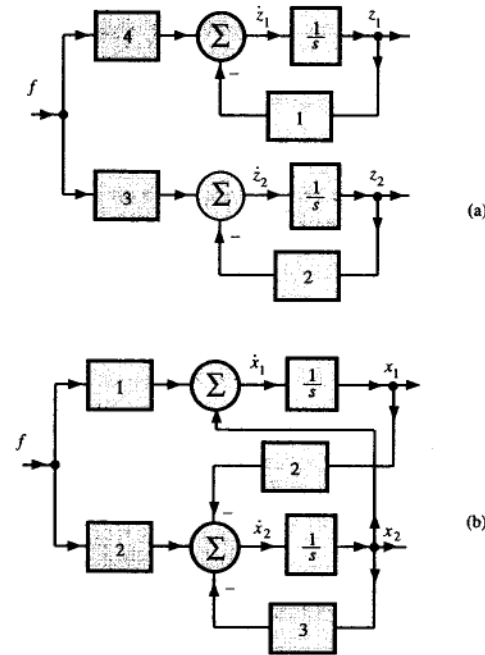 4 Σ ż₁ 1/s z₁
f
– 1
3 Σ ż₂ 1/s z₂
(a)
– 2
1 Σ ẋ₁ 1/s x₁
f
– 2
2 Σ ẋ₂ 1/s x₂
(b)
– 3